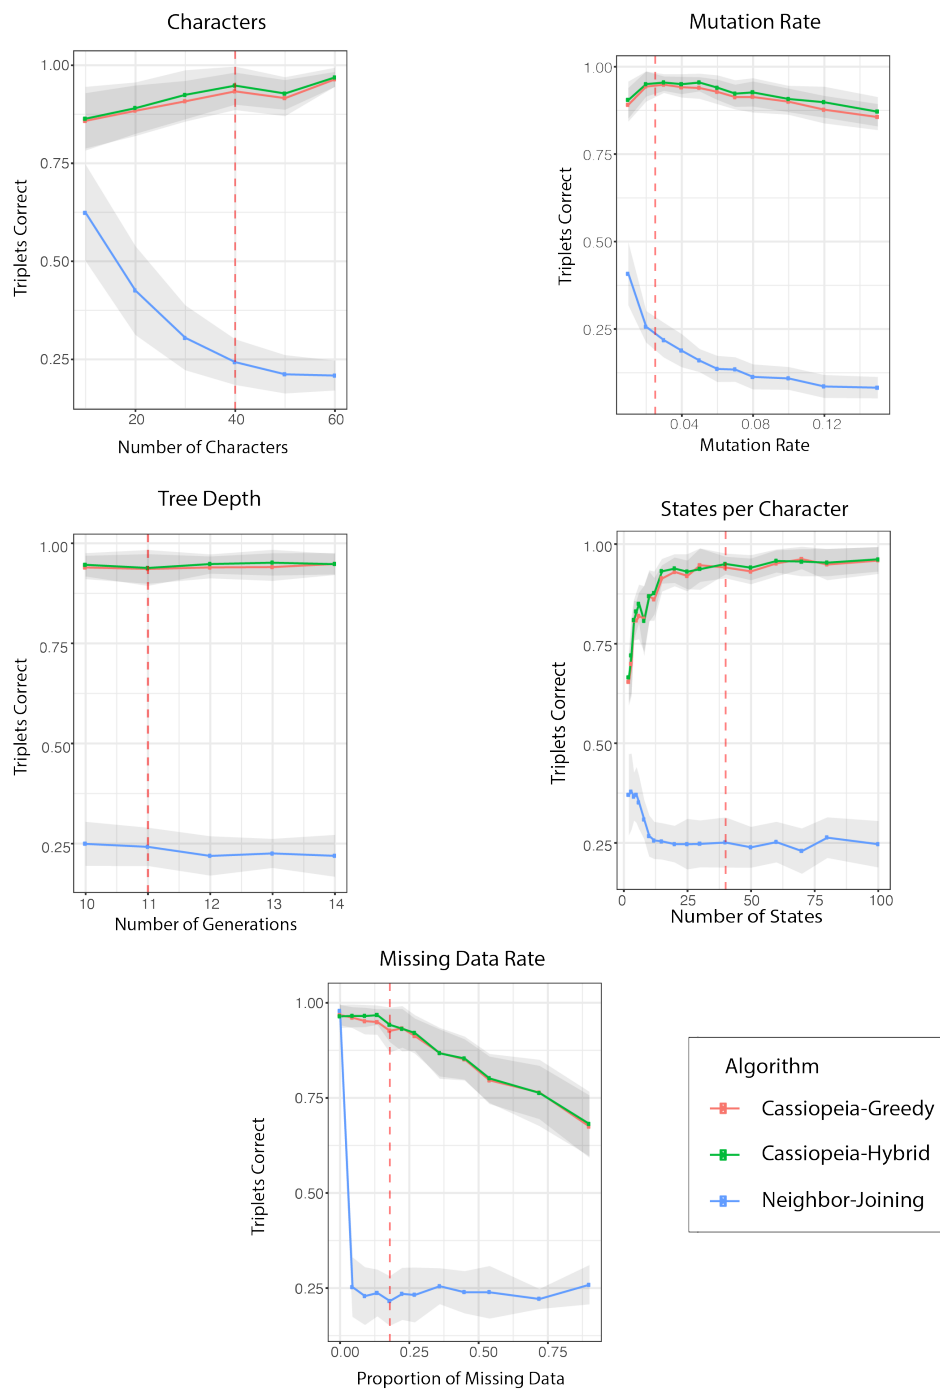 Characters
1.00
0.75
0.50
0.25
Triplets Correct
20
40
60
Number of Characters
Mutation Rate
1.00
0.75
0.50
0.25
Triplets Correct
0.04
0.08
0.12
Mutation Rate
Tree Depth
1.00
0.75
0.50
0.25
Triplets Correct
10
11
12
13
14
Number of Generations
States per Character
1.00
0.75
0.50
0.25
Triplets Correct
0
25
50
75
100
Number of States
Missing Data Rate
1.00
0.75
0.50
0.25
Triplets Correct
0.00
0.25
0.50
0.75
Proportion of Missing Data
Algorithm
Cassiopeia-Greedy
Cassiopeia-Hybrid
Neighbor-Joining